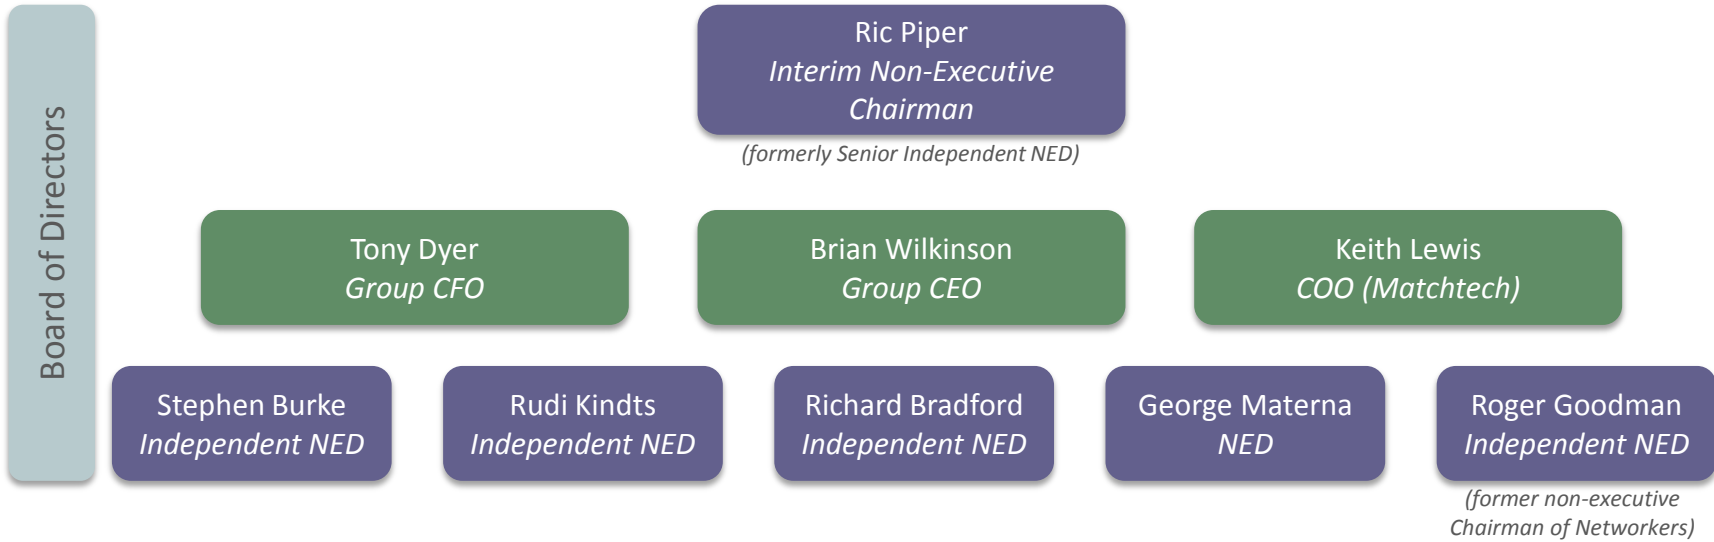 Board of Directors
Ric Piper
Interim Non-Executive
Chairman
(formerly Senior Independent NED)
Tony Dyer
Group CFO
Brian Wilkinson
Group CEO
Keith Lewis
COO (Matchtech)
Stephen Burke
Independent NED
Rudi Kindts
Independent NED
Richard Bradford
Independent NED
George Materna
NED
Roger Goodman
Independent NED
(former non-executive
Chairman of Networkers)